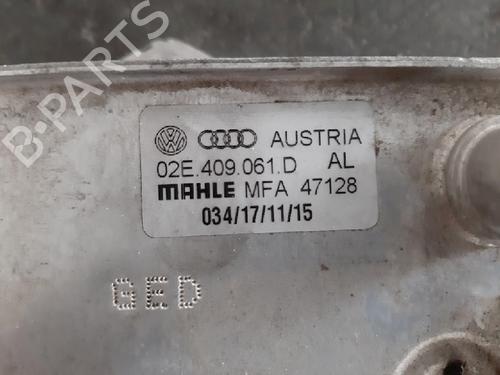 B-PARTS
AUSTRIA
02E.409.061.D AL
MAHLE MFA 47128
034/17/11/15
GED